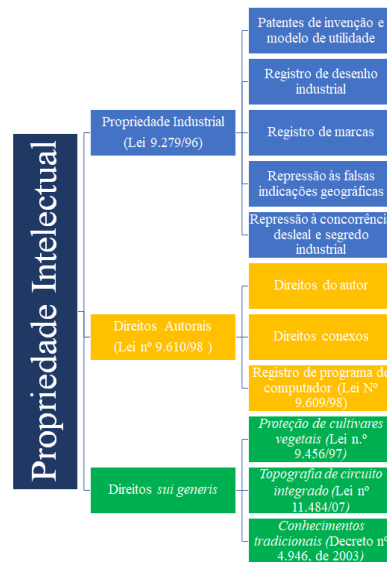 Propriedade Intelectual
Propriedade Industrial
(Lei 9.279/96)
Patentes de invenção e
modelo de utilidade
Registro de desenho
industrial
Registro de marcas
Repressão às falsas
indicações geográficas
Repressão à concorrência
desleal e segredo
industrial
Direitos Autorais
(Lei nº 9.610/98 )
Direitos do autor
Direitos conexos
Registro de programa de
computador (Lei Nº
9.609/98)
Direitos sui generis
Proteção de cultivares
vegetais (Lei n.º
9.456/97)
Topografia de circuito
integrado (Lei nº
11.484/07)
Conhecimentos
tradicionais (Decreto nº
4.946, de 2003)